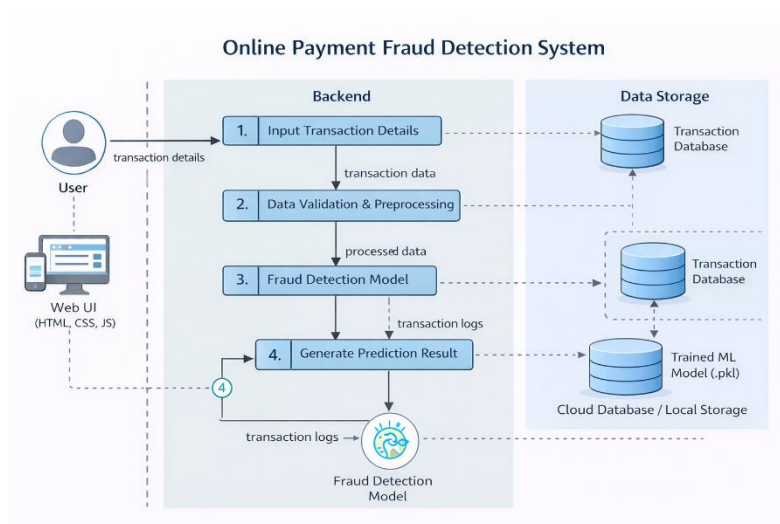 Online Payment Fraud Detection System
Backend
Data Storage
1. Input Transaction Details
Transaction
Database
transaction details
User
transaction data
2. Data Validation & Preprocessing
processed data
3. Fraud Detection Model
Transaction
Database
Web UI
(HTML, CSS, JS)
transaction logs
4. Generate Prediction Result
Trained ML
Model (.pkl)
4
Cloud Database / Local Storage
transaction logs
Fraud Detection
Model